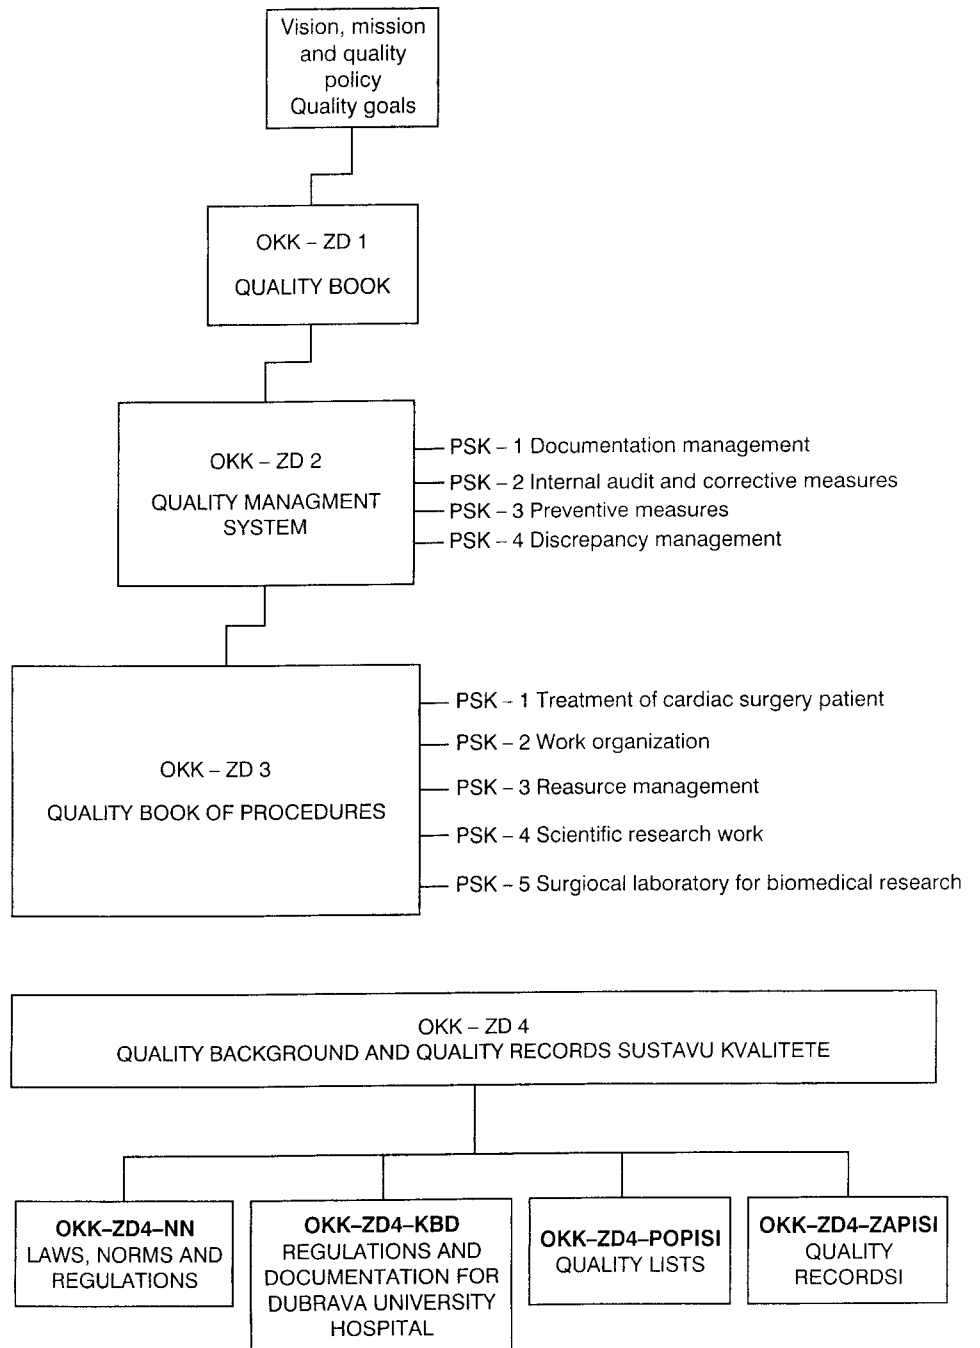 Vision, mission
and quality
policy
Quality goals
OKK – ZD 1
QUALITY BOOK
OKK – ZD 2
QUALITY MANAGMENT
SYSTEM
PSK – 1 Documentation management
PSK – 2 Internal audit and corrective measures
PSK – 3 Preventive measures
PSK – 4 Discrepancy management
OKK – ZD 3
QUALITY BOOK OF PROCEDURES
PSK – 1 Treatment of cardiac surgery patient
PSK – 2 Work organization
PSK – 3 Reasurce management
PSK – 4 Scientific research work
PSK – 5 Surgiocal laboratory for biomedical research
OKK – ZD 4
QUALITY BACKGROUND AND QUALITY RECORDS SUSTAVU KVALITETE
OKK–ZD4–NN
LAWS, NORMS AND
REGULATIONS
OKK–ZD4–KBD
REGULATIONS AND
DOCUMENTATION FOR
DUBRAVA UNIVERSITY
HOSPITAL
OKK–ZD4–POPISI
QUALITY LISTS
OKK–ZD4–ZAPISI
QUALITY
RECORDSI